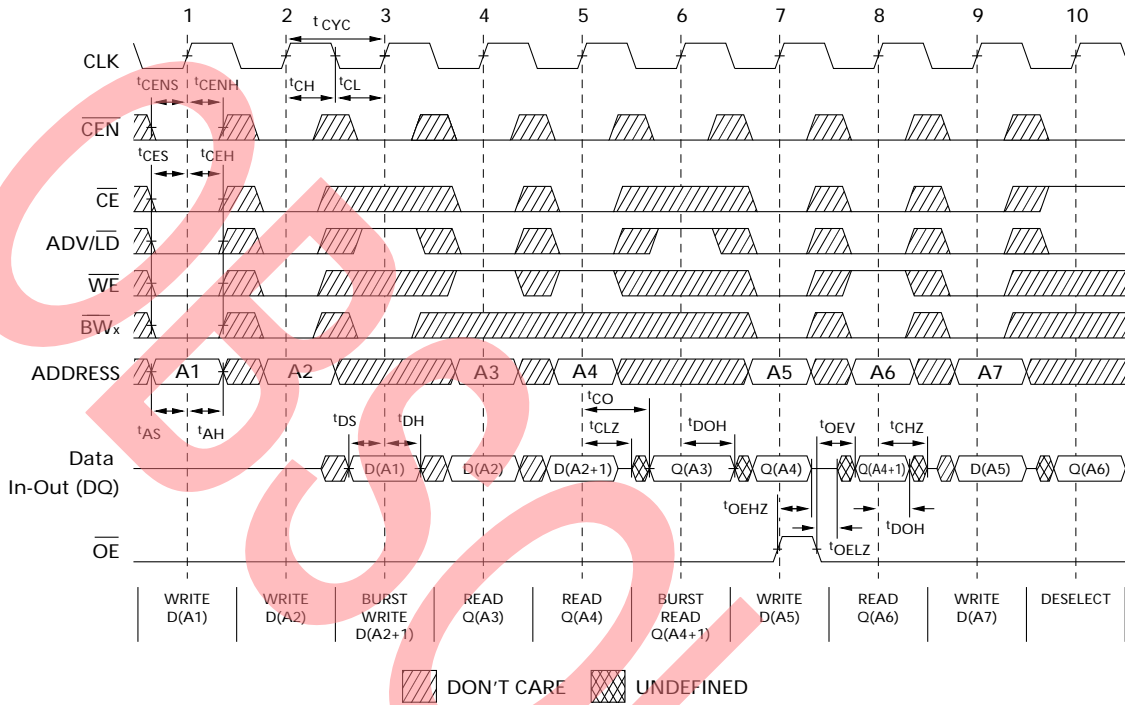 1 2 3 4 5 6 7 8 9 10
tCYC
CLK
tCENS tCENH tCH tCL
CEN
tCES tCEH
CE
ADV/LD
WE
BWx
ADDRESS A1 A2 A3 A4 A5 A6 A7
tCO
tAS tAH tDS tDH tCLZ tDOH tOEV tCHZ
Data
In-Out (DQ) D(A1) D(A2) D(A2+1) Q(A3) Q(A4) Q(A4+1) D(A5) Q(A6)
tOEHZ tDOH
tOELZ
OE
WRITE D(A1)
WRITE D(A2)
BURST WRITE D(A2+1)
READ Q(A3)
READ Q(A4)
BURST READ Q(A4+1)
WRITE D(A5)
READ Q(A6)
WRITE D(A7)
DESELECT
DON'T CARE UNDEFINED